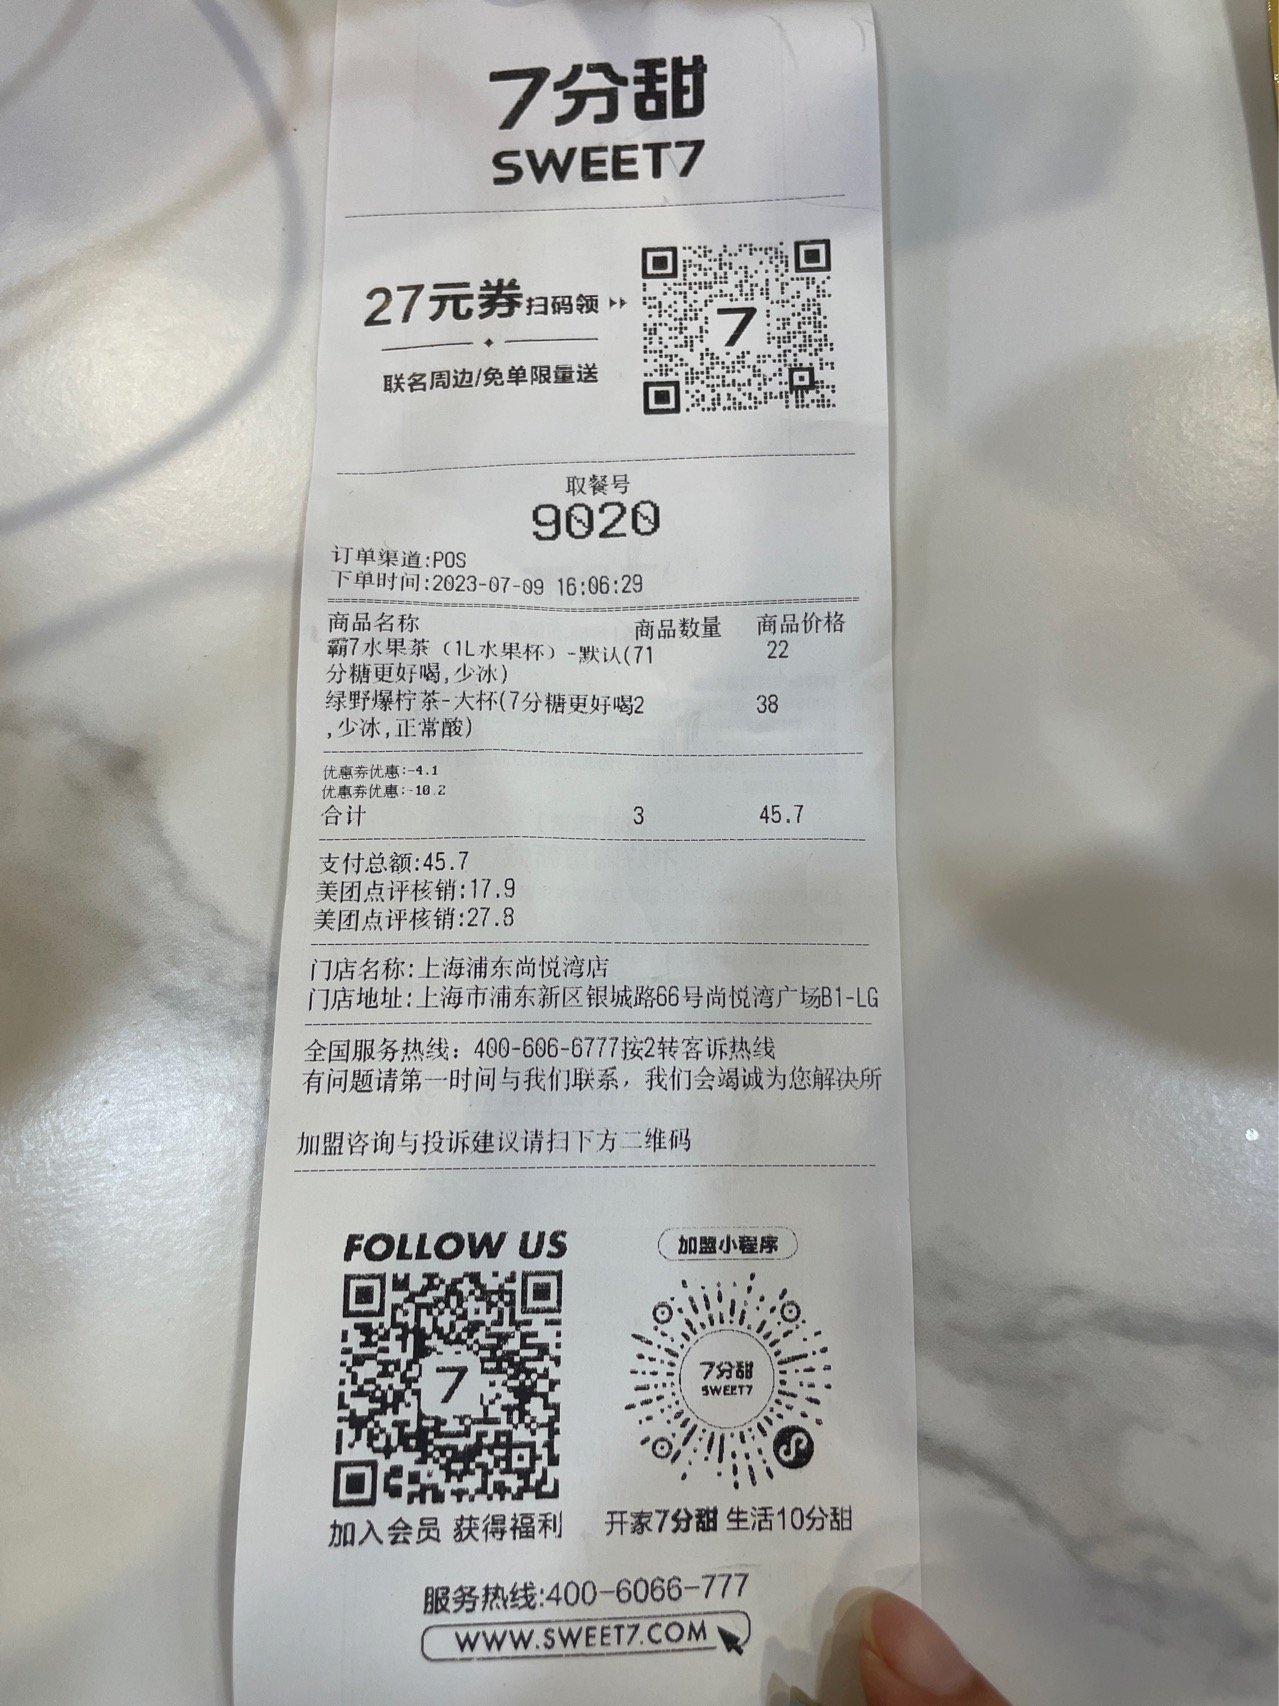 7分甜
SWEET7
27元券扫码领
联名周边/免单限量送
7
取餐号
9020
订单渠道:POS
下单时间:2023-07-09 16:06:29
商品名称 商品数量 商品价格
霸7水果茶（1L水果杯）-默认(71 22
分糖更好喝,少冰)
绿野爆柠茶-大杯(7分糖更好喝2 38
,少冰,正常酸)
优惠券优惠:-4.1
优惠券优惠:-10.2
合计 3 45.7
支付总额:45.7
美团点评核销:17.9
美团点评核销:27.8
门店名称:上海浦东尚悦湾店
门店地址:上海市浦东新区银城路66号尚悦湾广场B1-LG
全国服务热线：400-606-6777按2转客诉热线
有问题请第一时间与我们联系，我们会竭诚为您解决所
加盟咨询与投诉建议请扫下方二维码
FOLLOW US
加盟小程序
7
7分甜
SWEET7
加入会员 获得福利
开家7分甜 生活10分甜
服务热线:400-6066-777
WWW.SWEET7.COM